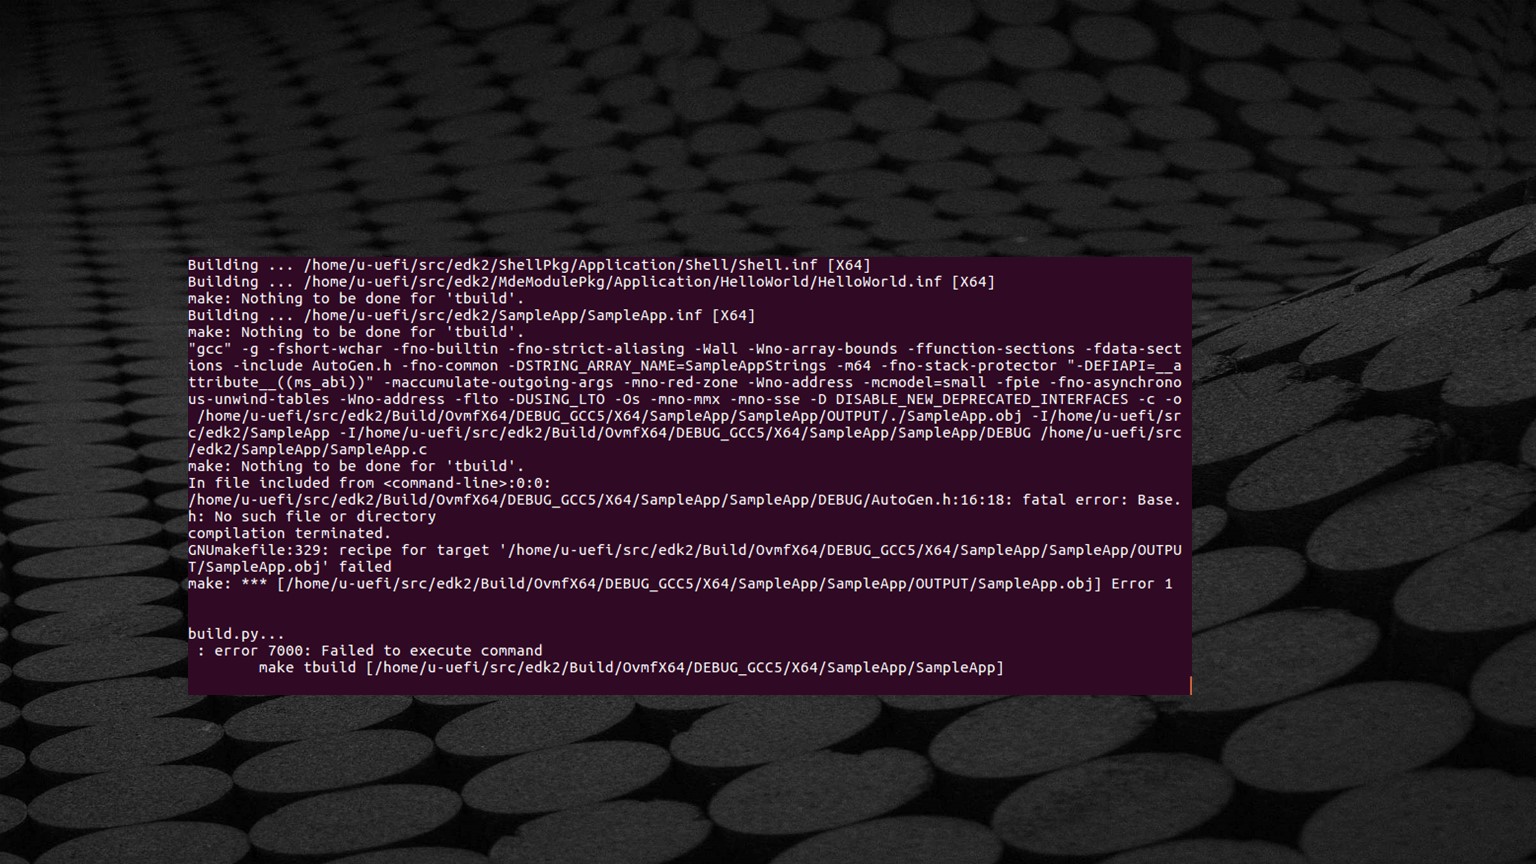 Building ... /home/u-uefi/src/edk2/ShellPkg/Application/Shell/Shell.inf [X64]
Building ... /home/u-uefi/src/edk2/MdeModulePkg/Application/HelloWorld/HelloWorld.inf [X64]
make: Nothing to be done for 'tbuild'.
Building ... /home/u-uefi/src/edk2/SampleApp/SampleApp.inf [X64]
make: Nothing to be done for 'tbuild'.
"gcc" -g -fshort-wchar -fno-builtin -fno-strict-aliasing -Wall -Wno-array-bounds -ffunction-sections -fdata-sect
ions -include AutoGen.h -fno-common -DSTRING_ARRAY_NAME=SampleAppStrings -m64 -fno-stack-protector "-DEFIAPI=__a
ttribute__((ms_abi))" -maccumulate-outgoing-args -mno-red-zone -Wno-address -mcmodel=small -fpie -fno-asynchrono
us-unwind-tables -Wno-address -flto -DUSING_LTO -Os -mno-mmx -mno-sse -D DISABLE_NEW_DEPRECATED_INTERFACES -c -o
 /home/u-uefi/src/edk2/Build/OvmfX64/DEBUG_GCC5/X64/SampleApp/SampleApp/OUTPUT/./SampleApp.obj -I/home/u-uefi/sr
c/edk2/SampleApp -I/home/u-uefi/src/edk2/Build/OvmfX64/DEBUG_GCC5/X64/SampleApp/SampleApp/DEBUG /home/u-uefi/src
/edk2/SampleApp/SampleApp.c
make: Nothing to be done for 'tbuild'.
In file included from <command-line>:0:0:
/home/u-uefi/src/edk2/Build/OvmfX64/DEBUG_GCC5/X64/SampleApp/SampleApp/DEBUG/AutoGen.h:16:18: fatal error: Base.
h: No such file or directory
compilation terminated.
GNUmakefile:329: recipe for target '/home/u-uefi/src/edk2/Build/OvmfX64/DEBUG_GCC5/X64/SampleApp/SampleApp/OUTPU
T/SampleApp.obj' failed
make: *** [/home/u-uefi/src/edk2/Build/OvmfX64/DEBUG_GCC5/X64/SampleApp/SampleApp/OUTPUT/SampleApp.obj] Error 1
build.py...
 : error 7000: Failed to execute command
        make tbuild [/home/u-uefi/src/edk2/Build/OvmfX64/DEBUG_GCC5/X64/SampleApp/SampleApp]